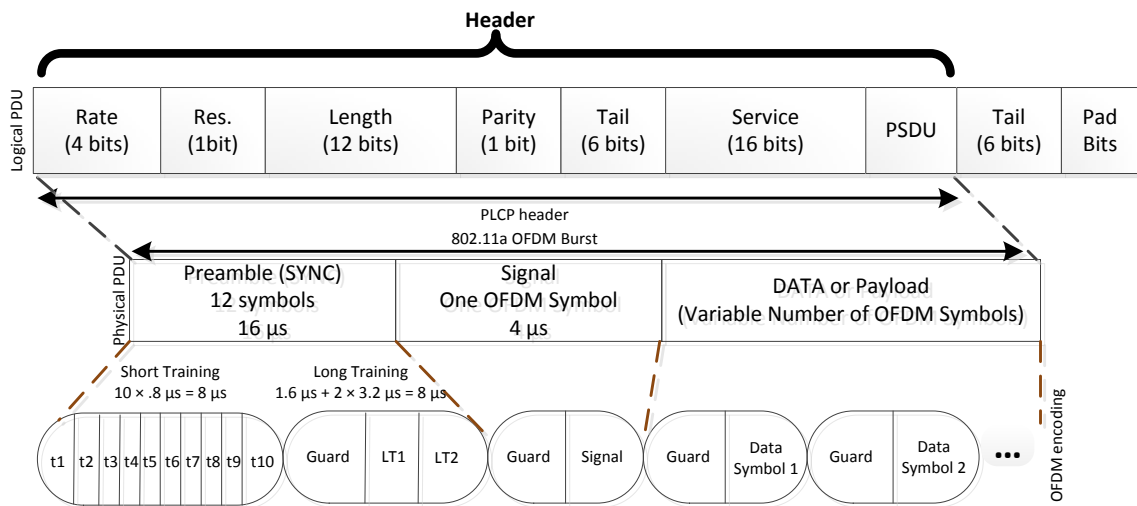 Header
Logical PDU
Rate
(4 bits)
Res.
(1bit)
Length
(12 bits)
Parity
(1 bit)
Tail
(6 bits)
Service
(16 bits)
PSDU
Tail
(6 bits)
Pad
Bits
PLCP header
802.11a OFDM Burst
Physical PDU
Preamble (SYNC)
12 symbols
16 µs
Signal
One OFDM Symbol
4 µs
DATA or Payload
(Variable Number of OFDM Symbols)
Short Training
10 × .8 µs = 8 µs
Long Training
1.6 µs + 2 × 3.2 µs = 8 µs
OFDM encoding
t1
t2
t3
t4
t5
t6
t7
t8
t9
t10
Guard
LT1
LT2
Guard
Signal
Guard
Data
Symbol 1
Guard
Data
Symbol 2
...